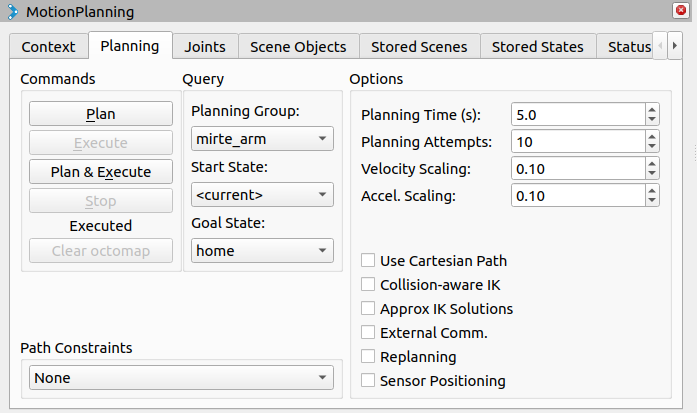 MotionPlanning
Context Planning Joints Scene Objects Stored Scenes Stored States Status
Commands
Plan
Execute
Plan & Execute
Stop
Executed
Clear octomap
Query
Planning Group:
mirte_arm
Start State:
<current>
Goal State:
home
Path Constraints
None
Options
Planning Time (s): 5.0
Planning Attempts: 10
Velocity Scaling: 0.10
Accel. Scaling: 0.10
Use Cartesian Path
Collision-aware IK
Approx IK Solutions
External Comm.
Replanning
Sensor Positioning